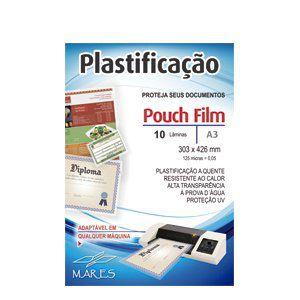 Plastificação
PROTEJA SEUS DOCUMENTOS
Pouch Film
10 Lâminas A3
303 x 426 mm
125 micras = 0,05
PLASTIFICAÇÃO A QUENTE
RESISTENTE AO CALOR
ALTA TRANSPARÊNCIA
À PROVA D'ÁGUA
PROTEÇÃO UV
Diploma
ADAPTÁVEL EM
QUALQUER MÁQUINA
MARES